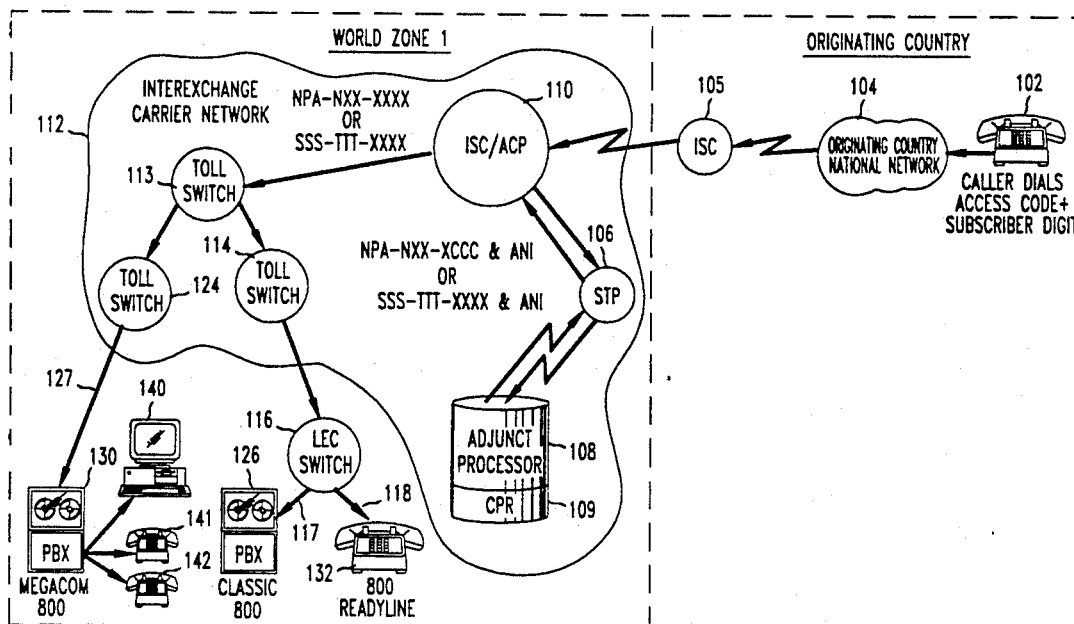 WORLD ZONE 1
ORIGINATING COUNTRY
INTEREXCHANGE
CARRIER NETWORK
112
NPA-NXX-XXXX
OR
SSS-TTT-XXXX
110
ISC/ACP
105
ISC
104
ORIGINATING COUNTRY
NATIONAL NETWORK
102
CALLER DIALS
ACCESS CODE+
SUBSCRIBER DIGIT
113
TOLL
SWITCH
114
TOLL
SWITCH
TOLL
SWITCH
124
NPA-NXX-XCCC & ANI
OR
SSS-TTT-XXXX & ANI
106
STP
127
140
130
116
LEC
SWITCH
126
118
117
ADJUNCT
PROCESSOR
108
CPR
109
141
142
PBX
MEGACOM
800
PBX
CLASSIC
800
132
800
READYLINE